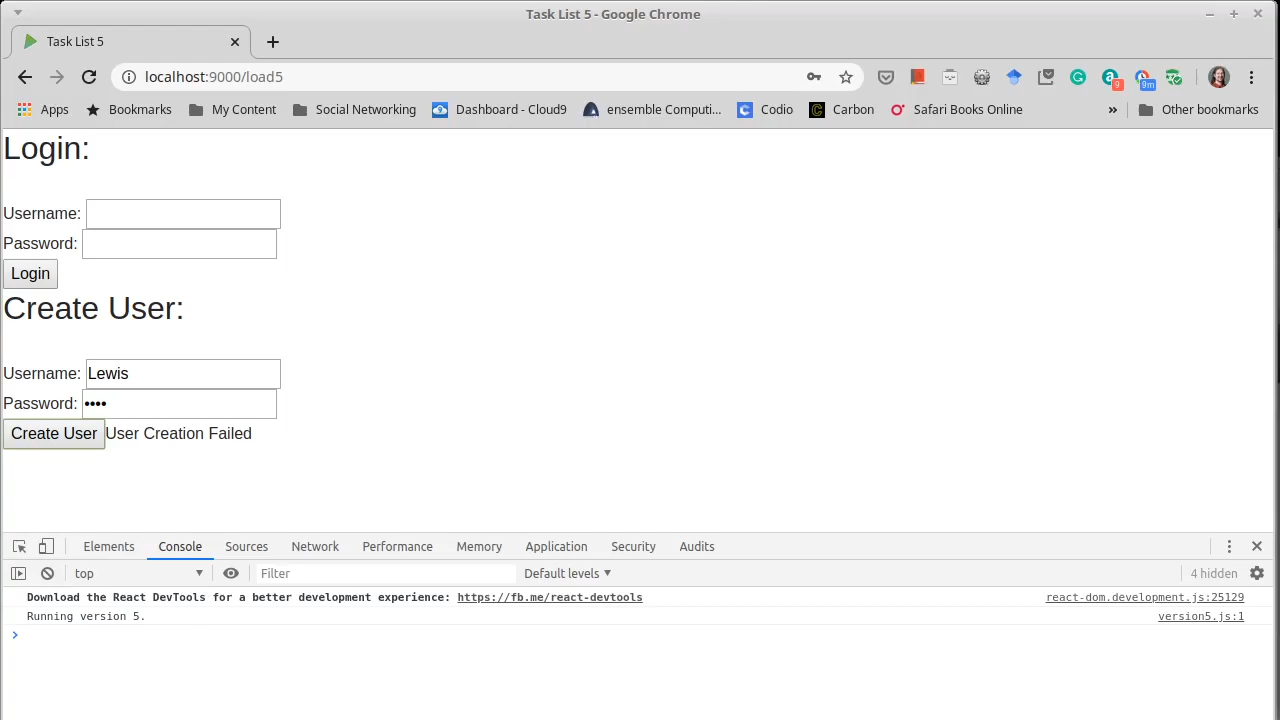 Task List 5 - Google Chrome
Task List 5
localhost:9000/load5
9
9m
Apps Bookmarks My Content Social Networking Dashboard - Cloud9 ensemble Computi... Codio Carbon Safari Books Online » Other bookmarks
Login:
Username:
Password:
Login
Create User:
Username: Lewis
Password: ••••
Create User User Creation Failed
Elements Console Sources Network Performance Memory Application Security Audits
top Filter Default levels 4 hidden
Download the React DevTools for a better development experience: https://fb.me/react-devtools react-dom.development.js:25129
Running version 5. version5.js:1